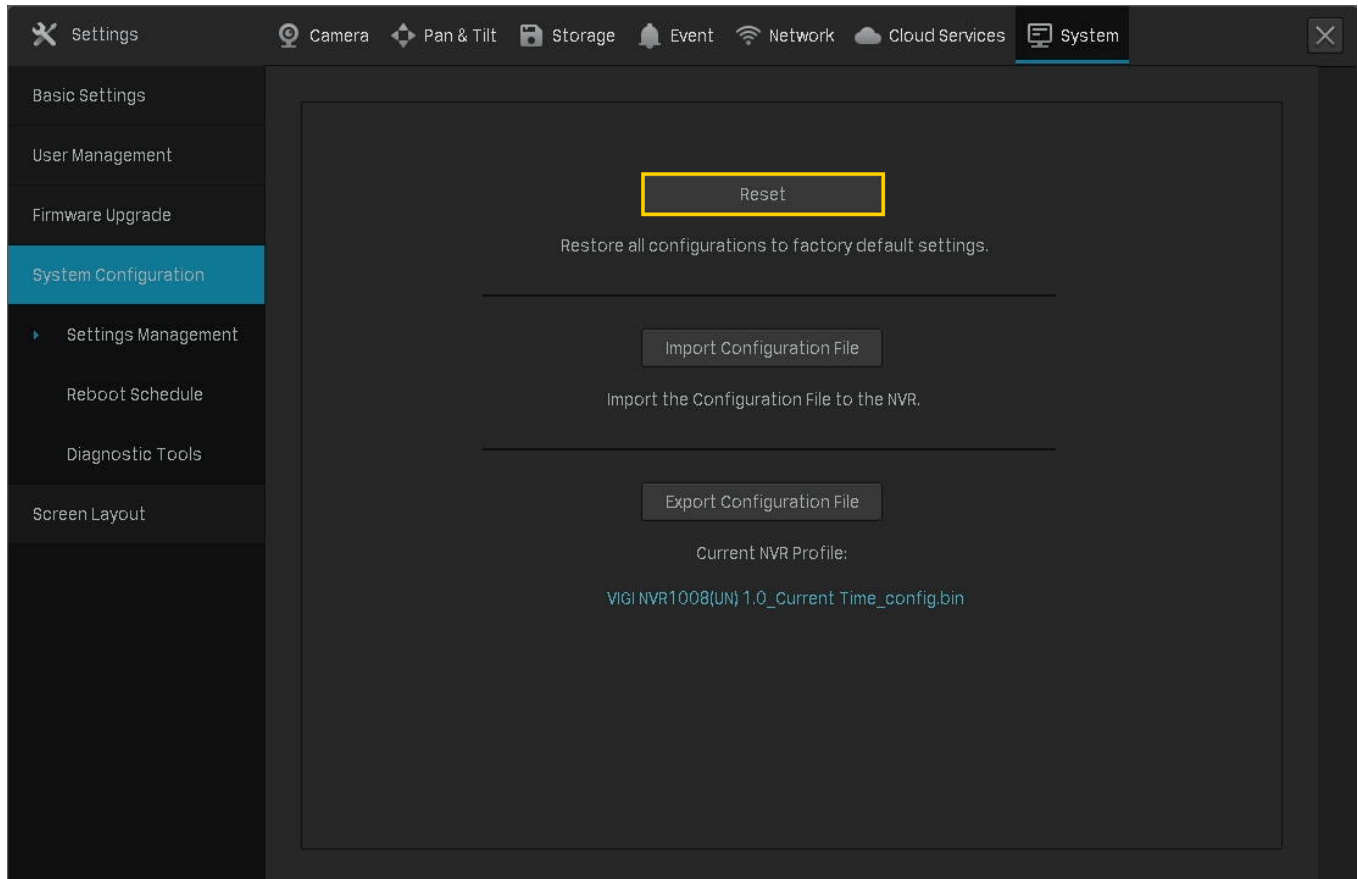 Settings
Camera
Pan & Tilt
Storage
Event
Network
Cloud Services
System
Basic Settings
User Management
Firmware Upgrade
System Configuration
Settings Management
Reboot Schedule
Diagnostic Tools
Screen Layout
Reset
Restore all configurations to factory default settings.
Import Configuration File
Import the Configuration File to the NVR.
Export Configuration File
Current NVR Profile:
VIGI NVR1008(UN) 1.0_Current Time_config.bin